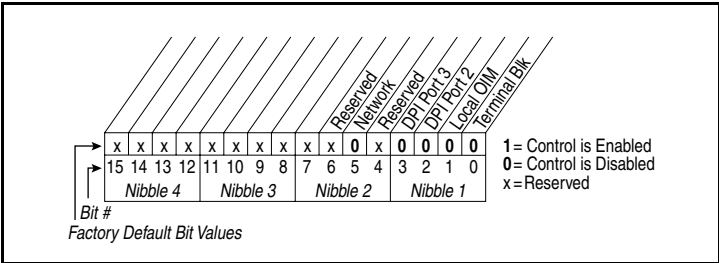 Reserved
Network
Reserved
DPI Port 3
DPI Port 2
Local OIM
Terminal Blk
x x x x x x x x x x 0 x 0 0 0 0
15 14 13 12 11 10 9 8 7 6 5 4 3 2 1 0
Nibble 4 Nibble 3 Nibble 2 Nibble 1
1 = Control is Enabled
0 = Control is Disabled
x = Reserved
Bit #
Factory Default Bit Values